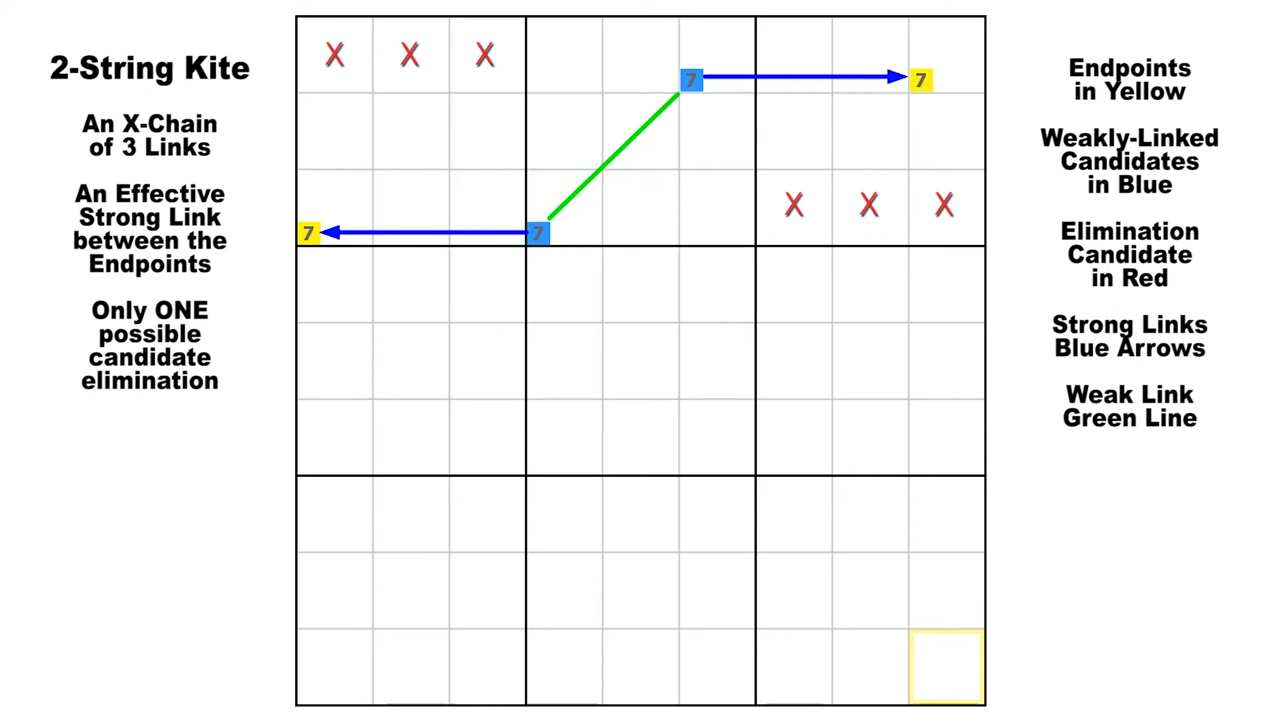 2-String Kite
An X-Chain
of 3 Links
An Effective
Strong Link
between the
Endpoints
Only ONE
possible
candidate
elimination
X X X
7 7
X X X
7 7
Endpoints
in Yellow
Weakly-Linked
Candidates
in Blue
Elimination
Candidate
in Red
Strong Links
Blue Arrows
Weak Link
Green Line